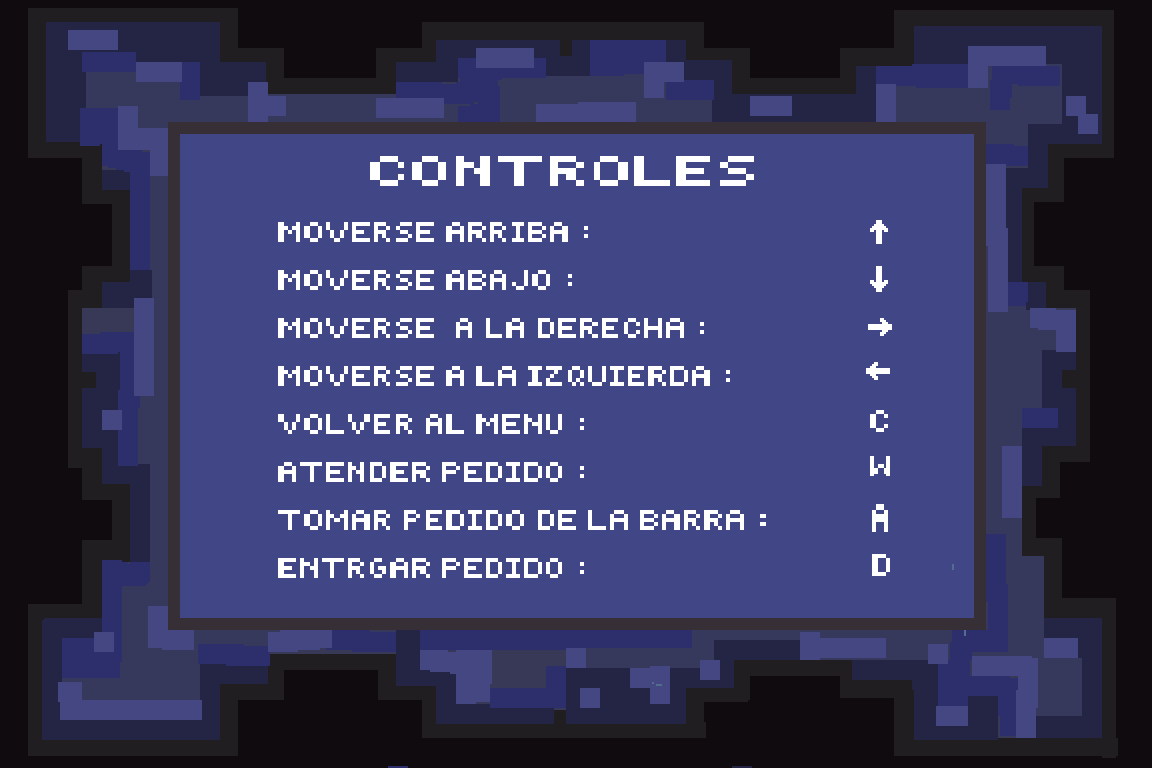 CONTROLES
MOVERSE ARRIBA : ↑
MOVERSE ABAJO : ↓
MOVERSE A LA DERECHA : →
MOVERSE A LA IZQUIERDA : ←
VOLVER AL MENU : C
ATENDER PEDIDO : W
TOMAR PEDIDO DE LA BARRA : A
ENTRGAR PEDIDO : D